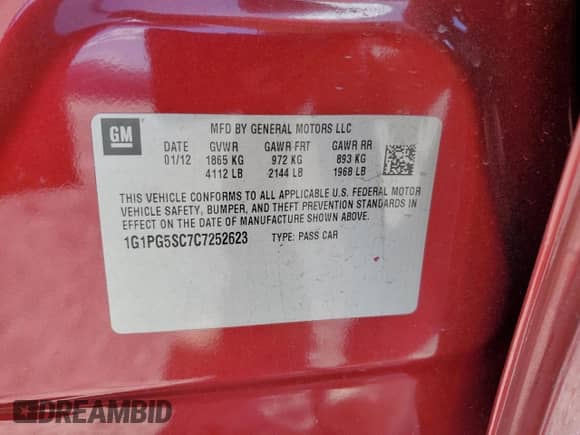 GM
MFD BY GENERAL MOTORS LLC
DATE GVWR GAWR FRT GAWR RR
01/12 1865 KG 972 KG 893 KG
4112 LB 2144 LB 1968 LB
THIS VEHICLE CONFORMS TO ALL APPLICABLE U.S. FEDERAL MOTOR
VEHICLE SAFETY, BUMPER, AND THEFT PREVENTION STANDARDS
IN EFFECT ON THE DATE OF MANUFACTURE SHOWN ABOVE.
1G1PG5SC7C7252623 TYPE: PASS CAR
DREAMBID